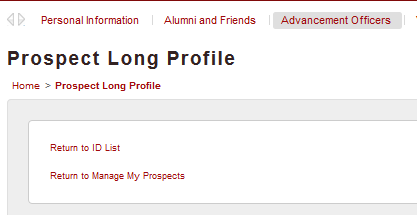 Personal Information Alumni and Friends Advancement Officers
Prospect Long Profile
Home > Prospect Long Profile
Return to ID List
Return to Manage My Prospects